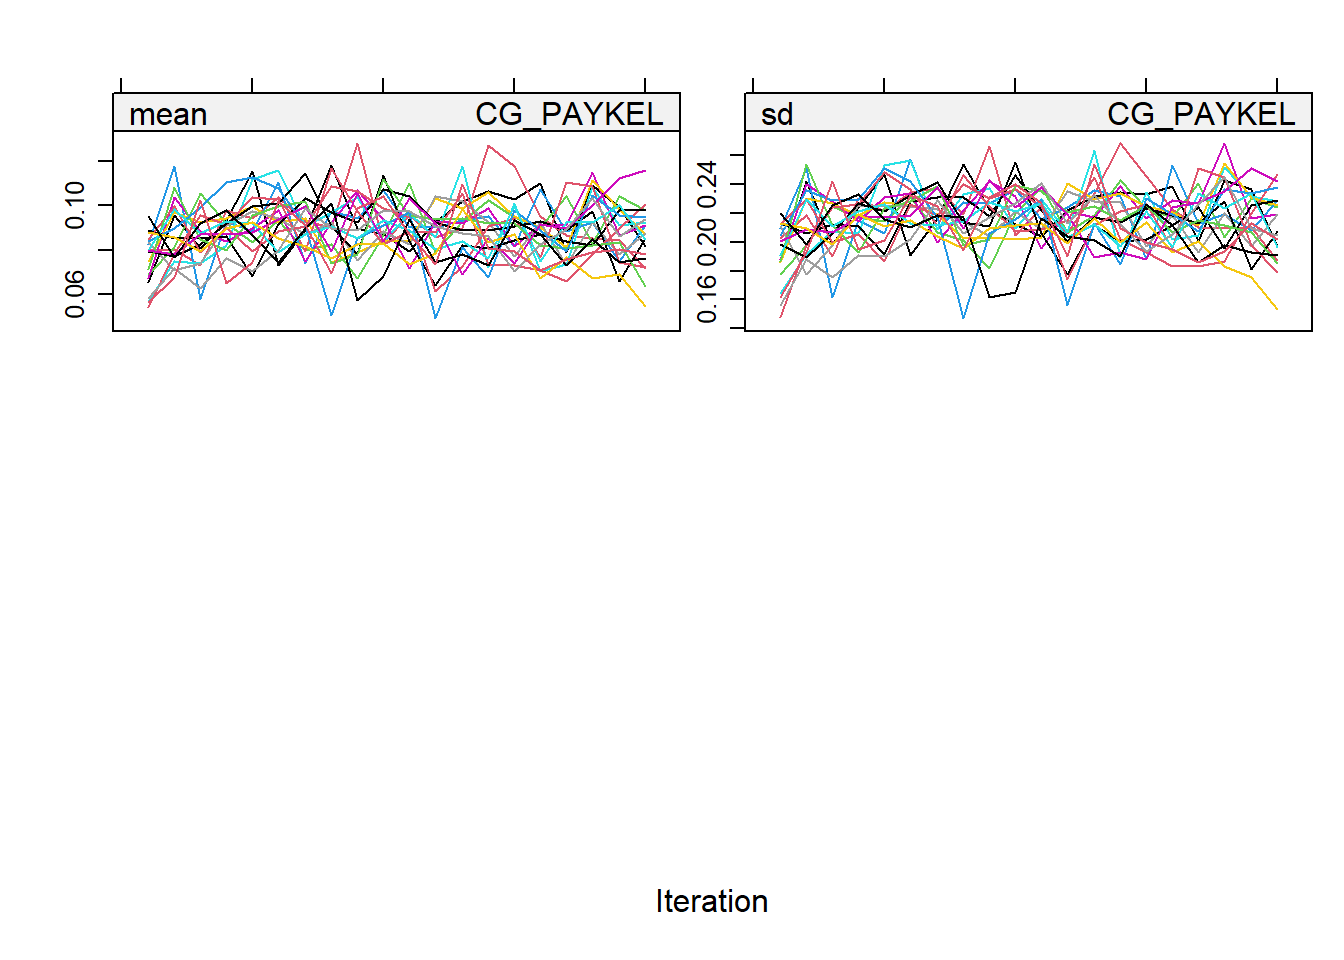 mean CG_PAYKEL
sd CG_PAYKEL
0.06 0.10
0.16 0.20 0.24
Iteration